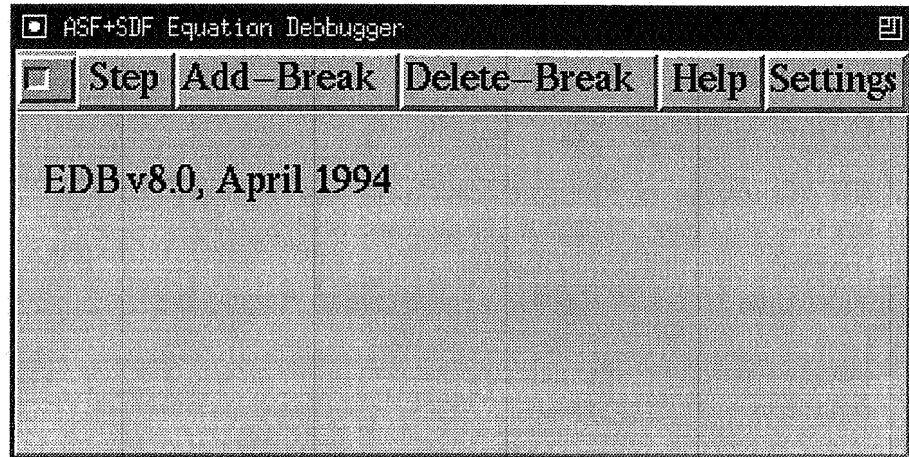 ASF+SDF Equation Debbugger
Step Add-Break Delete-Break Help Settings
EDB v8.0, April 1994